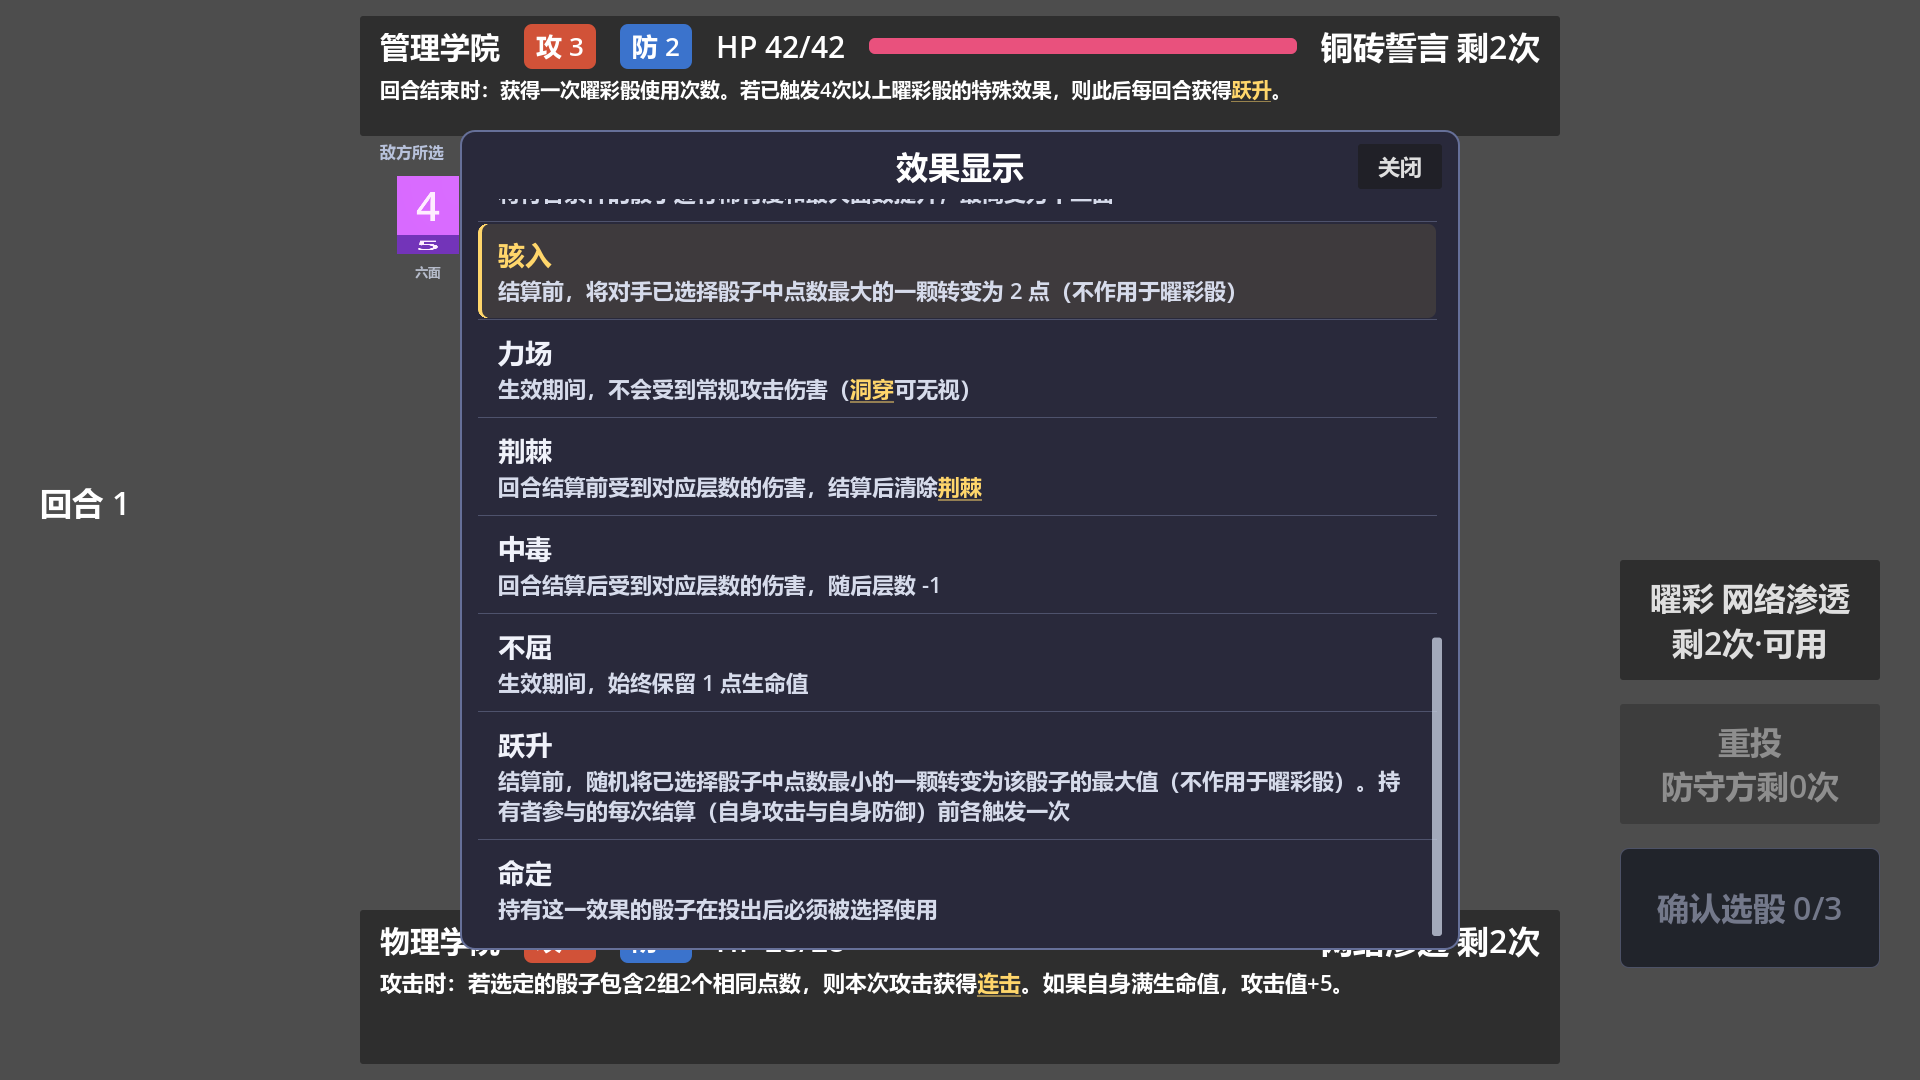 管理学院 攻 3 防 2 HP 42/42 铜砖誓言 剩2次
回合结束时：获得一次曜彩骰使用次数。若已触发4次以上曜彩骰的特殊效果，则此后每回合获得跃升。
敌方所选
4
5
六面
效果显示
关闭
骇入
结算前，将对手已选择骰子中点数最大的一颗转变为 2 点（不作用于曜彩骰）
力场
生效期间，不会受到常规攻击伤害（洞穿可无视）
荆棘
回合结算前受到对应层数的伤害，结算后清除荆棘
中毒
回合结算后受到对应层数的伤害，随后层数 -1
不屈
生效期间，始终保留 1 点生命值
跃升
结算前，随机将已选择骰子中点数最小的一颗转变为该骰子的最大值（不作用于曜彩骰）。持
有者参与的每次结算（自身攻击与自身防御）前各触发一次
命定
持有这一效果的骰子在投出后必须被选择使用
回合 1
曜彩 网络渗透
剩2次·可用
重投
防守方剩0次
确认选骰 0/3
物理学院 网络渗透 剩2次
攻击时：若选定的骰子包含2组2个相同点数，则本次攻击获得连击。如果自身满生命值，攻击值+5。